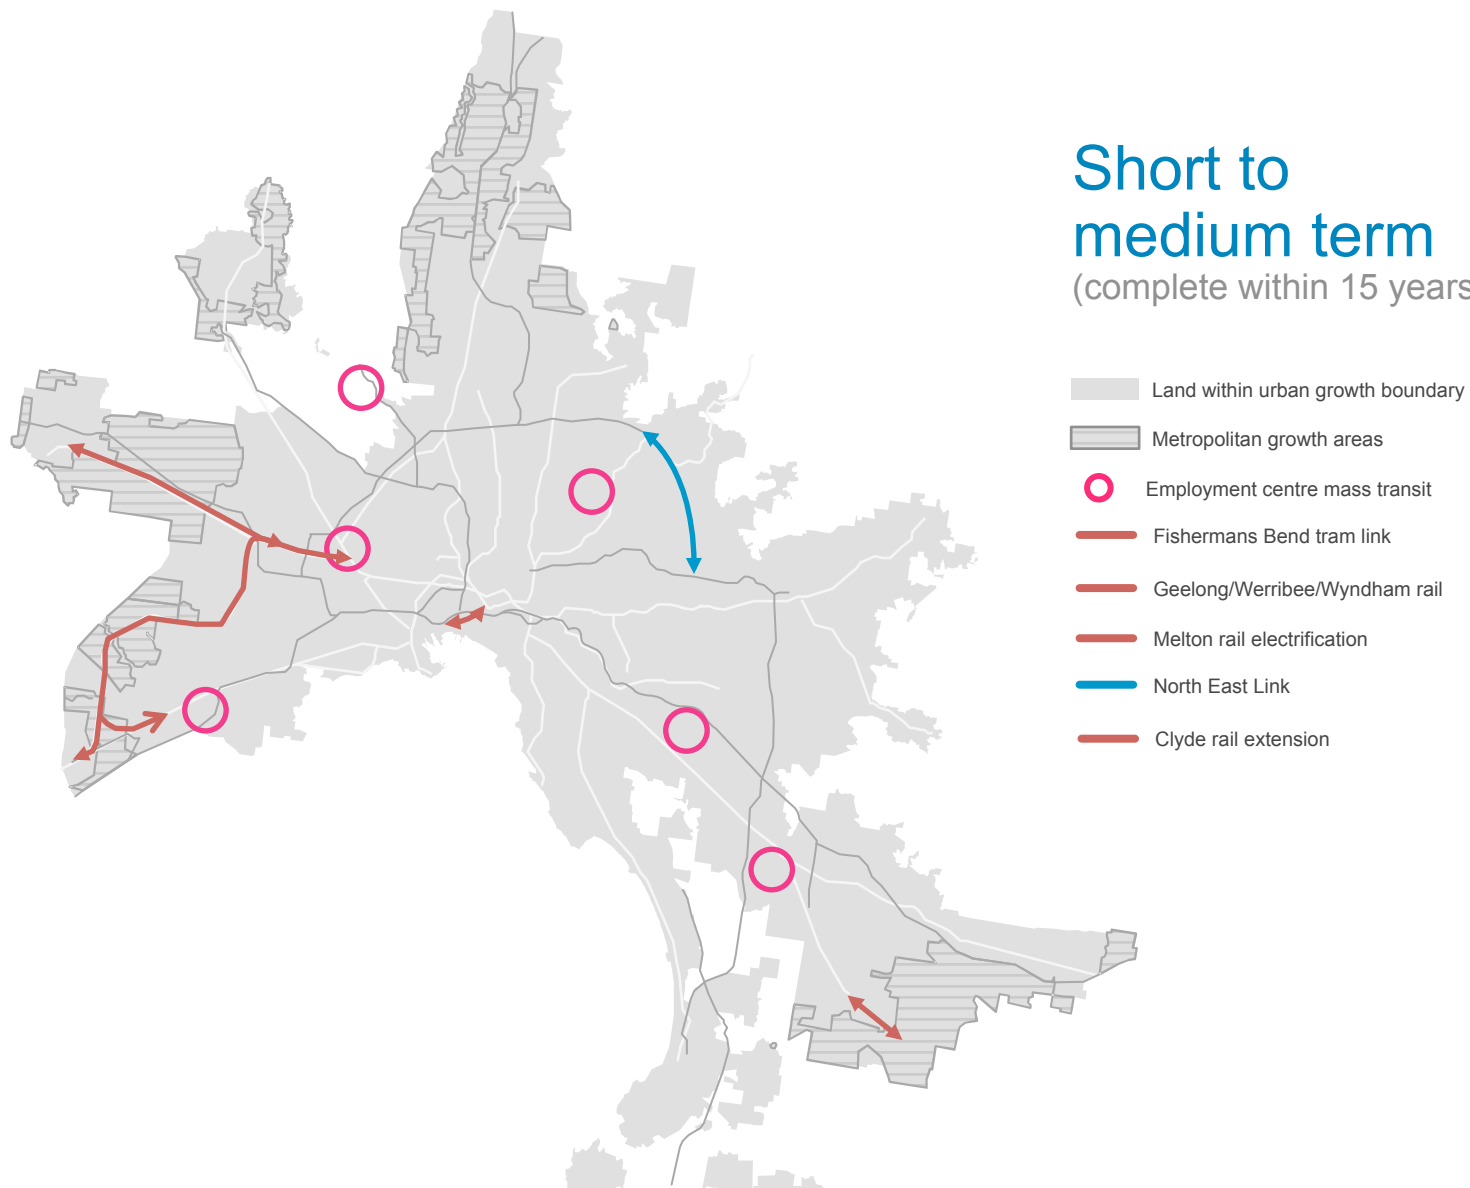 Short to
medium term
(complete within 15 years
Land within urban growth boundary
Metropolitan growth areas
Employment centre mass transit
Fishermans Bend tram link
Geelong/Werribee/Wyndham rail
Melton rail electrification
North East Link
Clyde rail extension